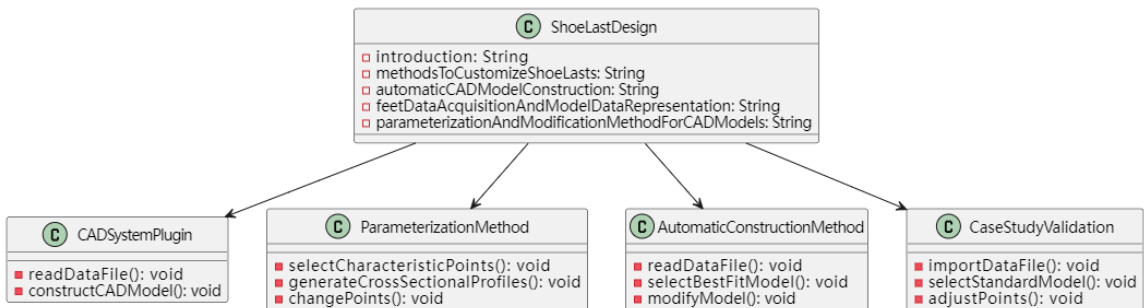 C ShoeLastDesign
introduction: String
methodsToCustomizeShoeLasts: String
automaticCADModelConstruction: String
feetDataAcquisitionAndModelDataRepresentation: String
parameterizationAndModificationMethodForCADModels: String
C CADSystemPlugin
readDataFile(): void
constructCADModel(): void
C ParameterizationMethod
selectCharacteristicPoints(): void
generateCrossSectionalProfiles(): void
changePoints(): void
C AutomaticConstructionMethod
readDataFile(): void
selectBestFitModel(): void
modifyModel(): void
C CaseStudyValidation
importDataFile(): void
selectStandardModel(): void
adjustPoints(): void